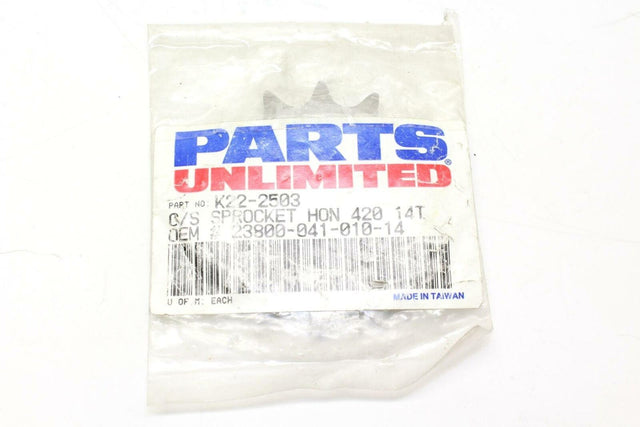 PARTS
UNLIMITED®
PART NO: K22-2503
C/S SPROCKET HON 420 14T
OEM # 23800-041-010-14
U OF M: EACH
MADE IN TAIWAN